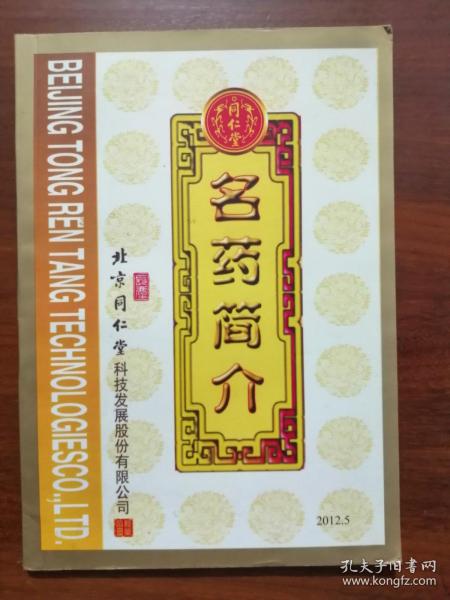 BEIJING TONG REN TANG TECHNOLOGIESCO.,LTD.
北京同仁堂科技发展股份有限公司
同仁堂
名药简介
2012.5
孔夫子旧书网
www.kongfz.com